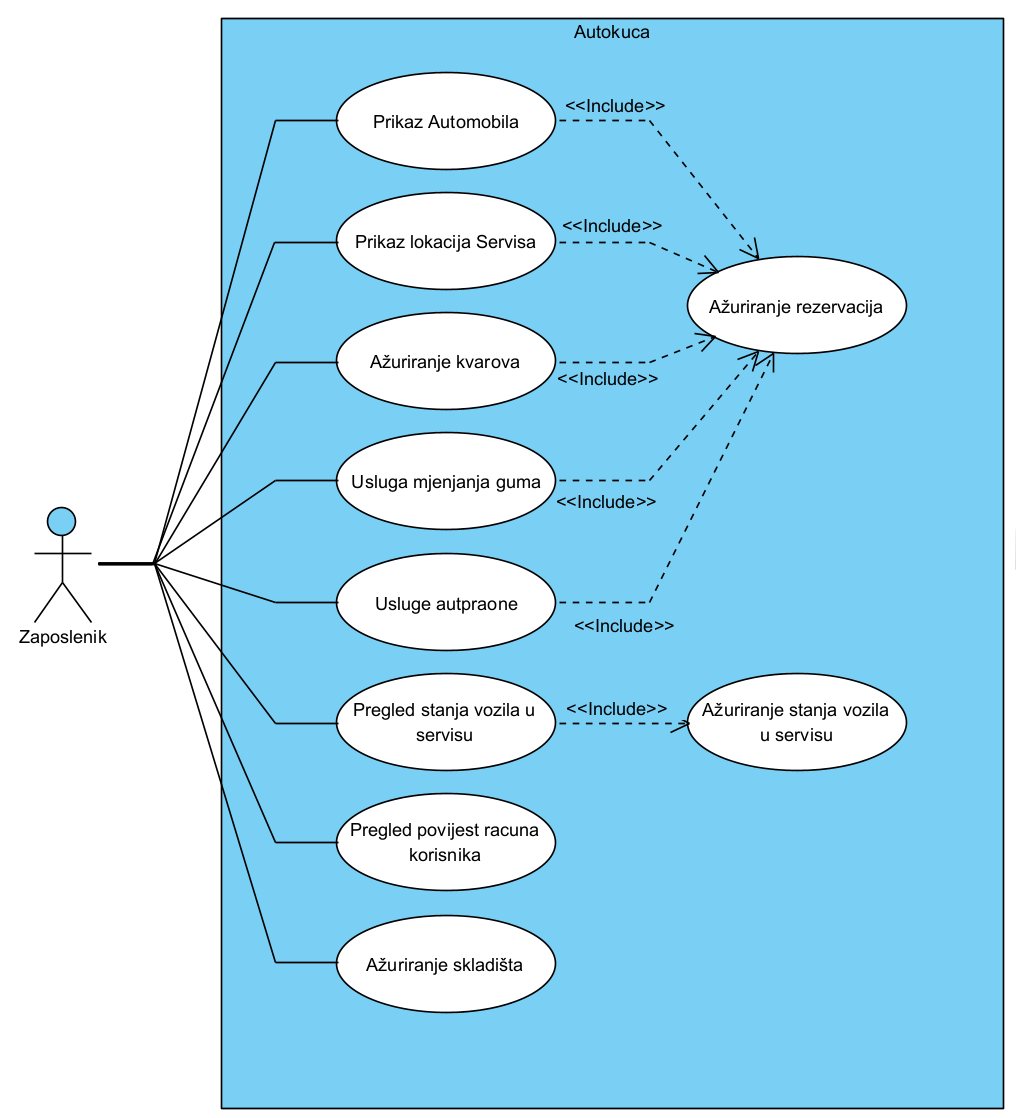 Autokuca
Prikaz Automobila
<<Include>>
Prikaz lokacija Servisa
<<Include>>
Ažuriranje rezervacija
Ažuriranje kvarova
<<Include>>
Usluga mjenjanja guma
<<Include>>
Usluge autpraone
<<Include>>
Zaposlenik
Pregled stanja vozila u
servisu
<<Include>>
Ažuriranje stanja vozila
u servisu
Pregled povijest racuna
korisnika
Ažuriranje skladišta